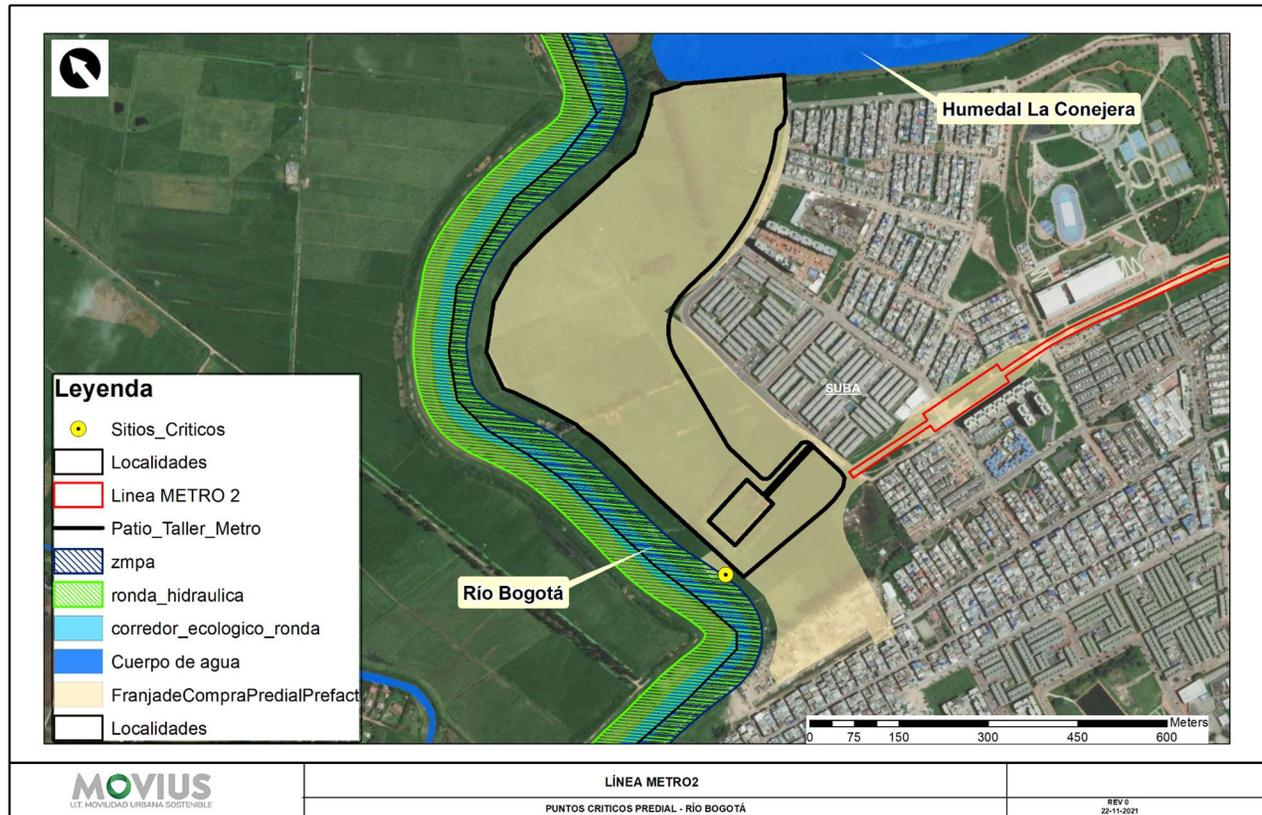 Humedal La Conejera
SUBA
Río Bogotá
Leyenda
Sitios_Criticos
Localidades
Linea METRO 2
Patio_Taller_Metro
zmpa
ronda_hidraulica
corredor_ecologico_ronda
Cuerpo de agua
FranjadeCompraPredialPrefact
Localidades
Meters
0 75 150 300 450 600
MOVIUS
U.T. MOVILIDAD URBANA SOSTENIBLE
LÍNEA METRO2
PUNTOS CRITICOS PREDIAL - RÍO BOGOTÁ
REV 0
22-11-2021